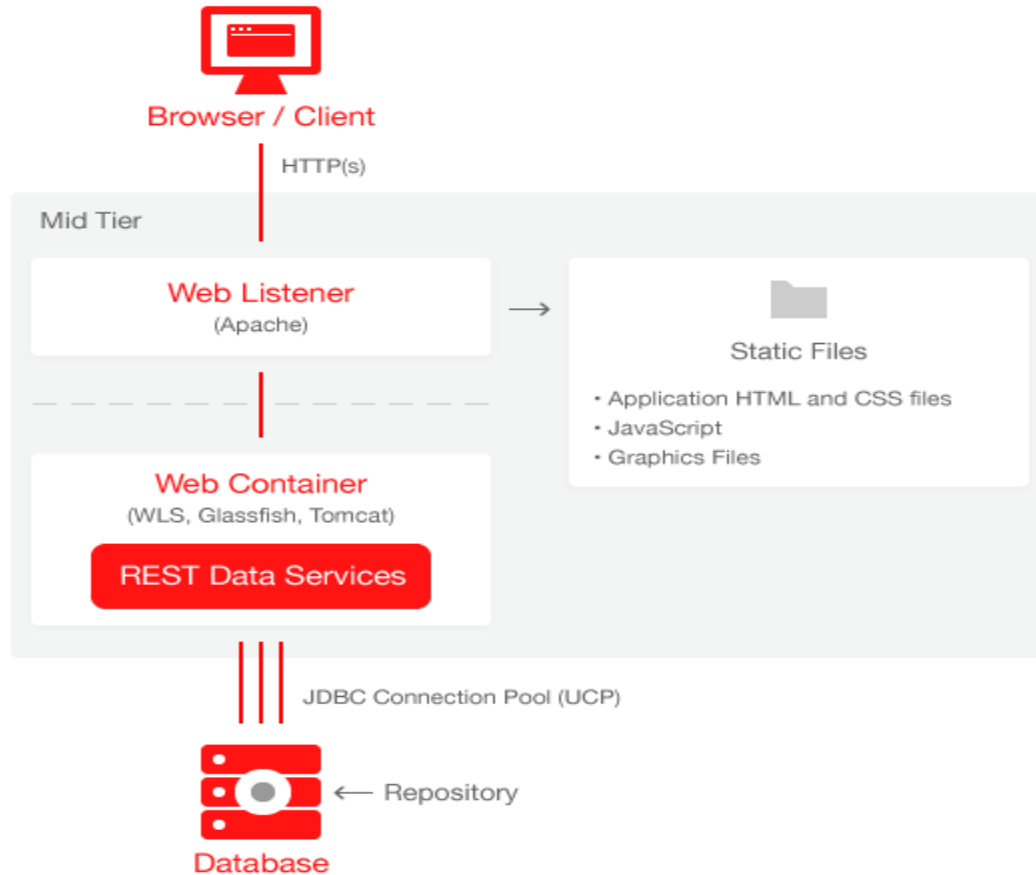 Browser / Client
HTTP(s)
Mid Tier
Web Listener
(Apache)
Static Files
• Application HTML and CSS files
• JavaScript
• Graphics Files
Web Container
(WLS, Glassfish, Tomcat)
REST Data Services
JDBC Connection Pool (UCP)
Repository
Database